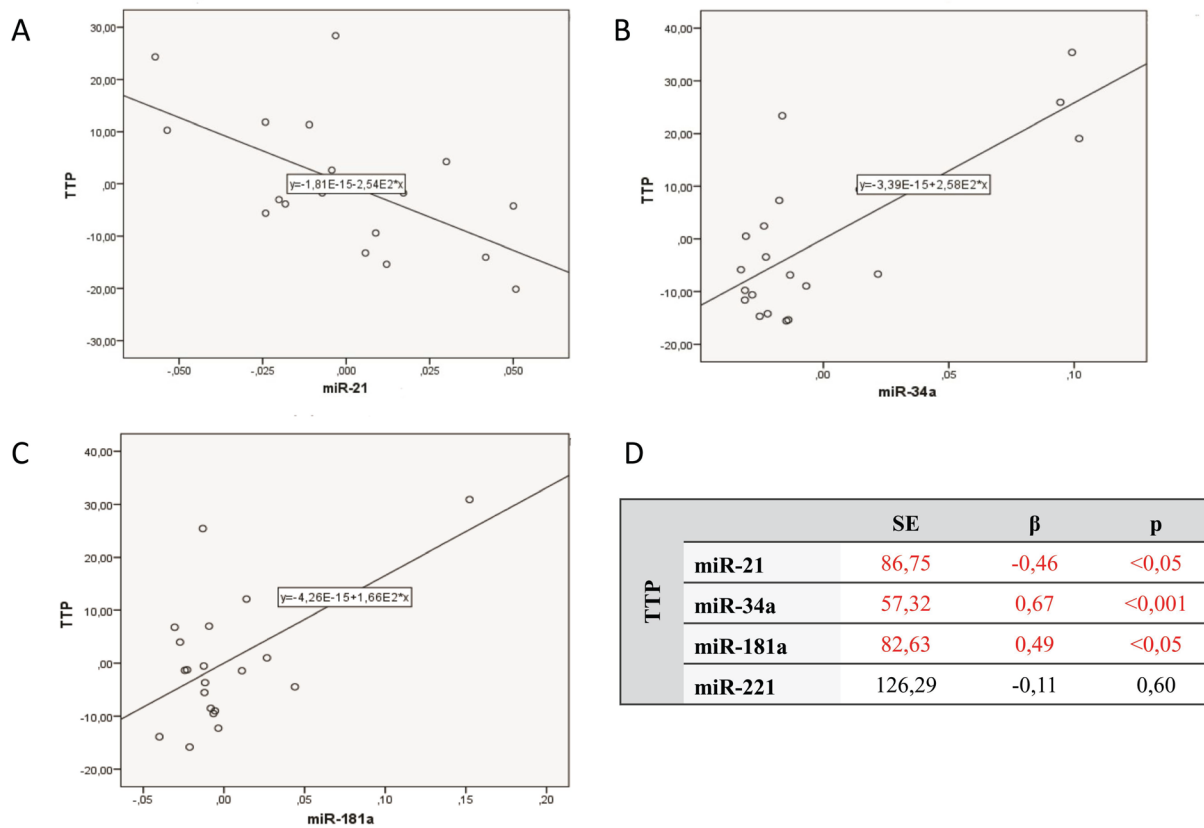 A
30,00
20,00
10,00
,00
-10,00
-20,00
-30,00
TTP
y=-1,81E-15-2,54E2*x
-,050
-,025
,000
,025
,050
miR-21
B
40,00
30,00
20,00
10,00
,00
-10,00
-20,00
TTP
y=-3,39E-15+2,58E2*x
,00
,05
,10
miR-34a
C
40,00
30,00
20,00
10,00
,00
-10,00
-20,00
TTP
y=-4,26E-15+1,66E2*x
-,05
,00
,05
,10
,15
,20
miR-181a
D
TTP
SE β p
miR-21 86,75 -0,46 <0,05
miR-34a 57,32 0,67 <0,001
miR-181a 82,63 0,49 <0,05
miR-221 126,29 -0,11 0,60